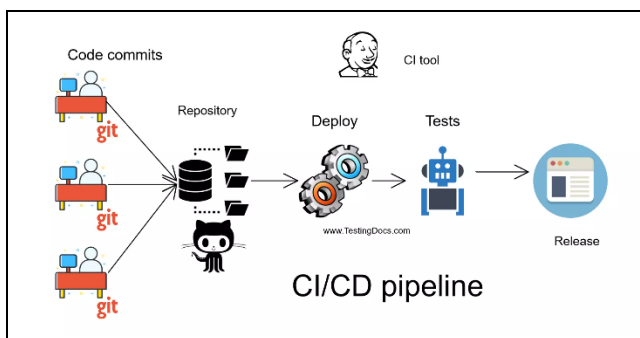 Code commits
CI tool
Repository
Deploy
Tests
git
git
git
www.TestingDocs.com
Release
CI/CD pipeline